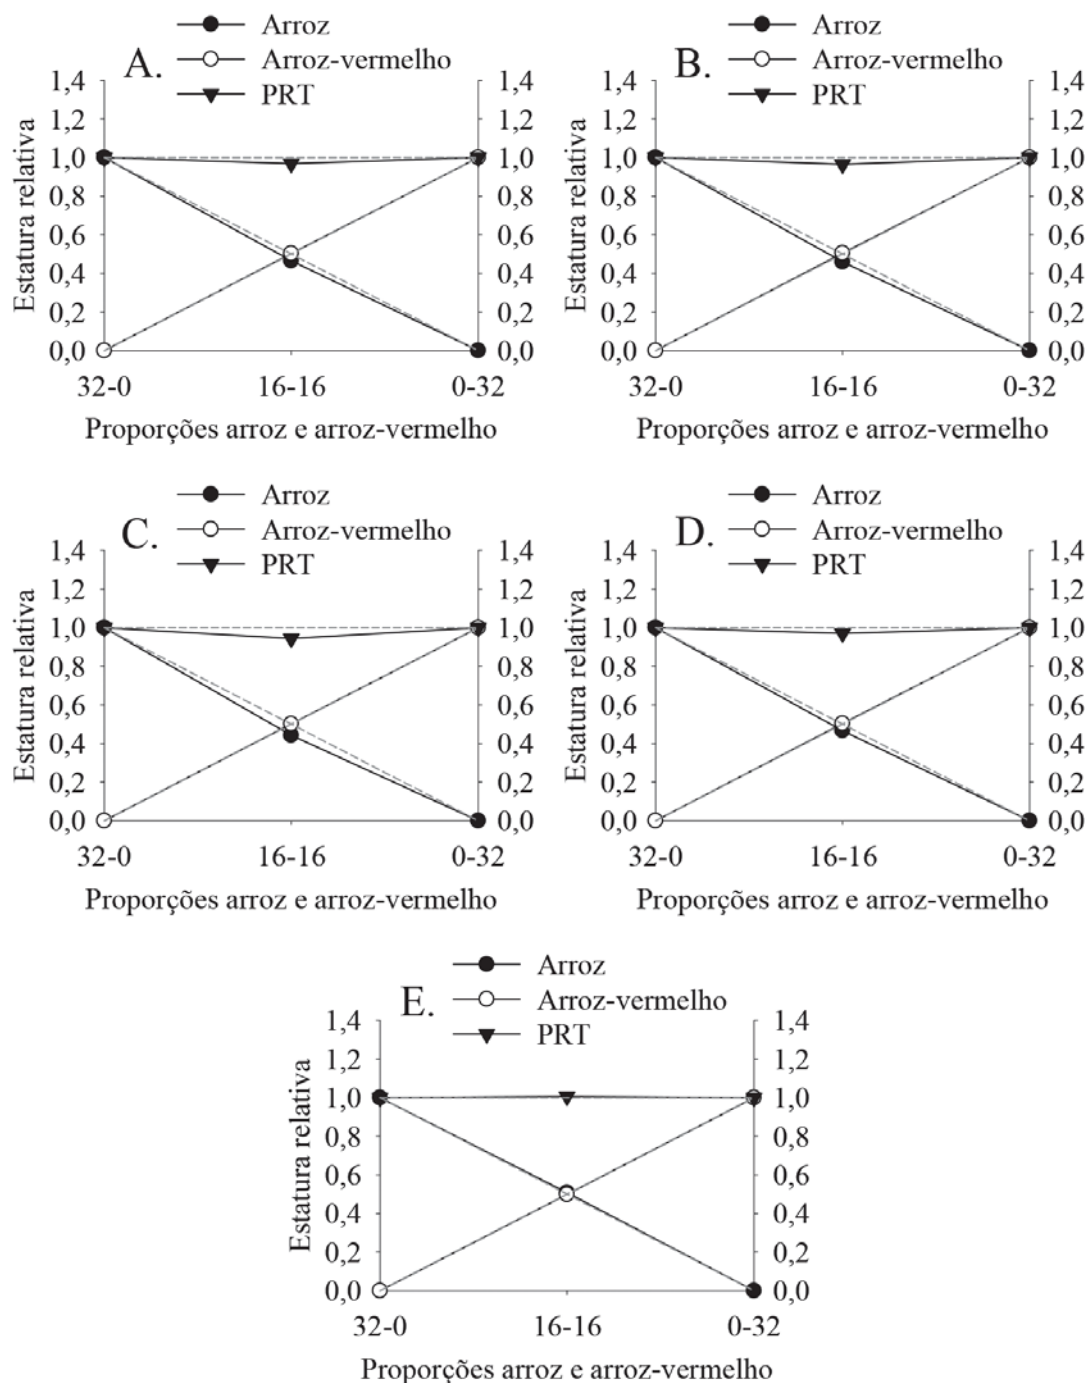 A.
Arroz
Arroz-vermelho
PRT
Estatura relativa
1,4 1,4
1,2 1,2
1,0 1,0
0,8 0,8
0,6 0,6
0,4 0,4
0,2 0,2
0,0 0,0
32-0 16-16 0-32
Proporções arroz e arroz-vermelho
B.
Arroz
Arroz-vermelho
PRT
Estatura relativa
1,4 1,4
1,2 1,2
1,0 1,0
0,8 0,8
0,6 0,6
0,4 0,4
0,2 0,2
0,0 0,0
32-0 16-16 0-32
Proporções arroz e arroz-vermelho
C.
Arroz
Arroz-vermelho
PRT
Estatura relativa
1,4 1,4
1,2 1,2
1,0 1,0
0,8 0,8
0,6 0,6
0,4 0,4
0,2 0,2
0,0 0,0
32-0 16-16 0-32
Proporções arroz e arroz-vermelho
D.
Arroz
Arroz-vermelho
PRT
Estatura relativa
1,4 1,4
1,2 1,2
1,0 1,0
0,8 0,8
0,6 0,6
0,4 0,4
0,2 0,2
0,0 0,0
32-0 16-16 0-32
Proporções arroz e arroz-vermelho
E.
Arroz
Arroz-vermelho
PRT
Estatura relativa
1,4 1,4
1,2 1,2
1,0 1,0
0,8 0,8
0,6 0,6
0,4 0,4
0,2 0,2
0,0 0,0
32-0 16-16 0-32
Proporções arroz e arroz-vermelho